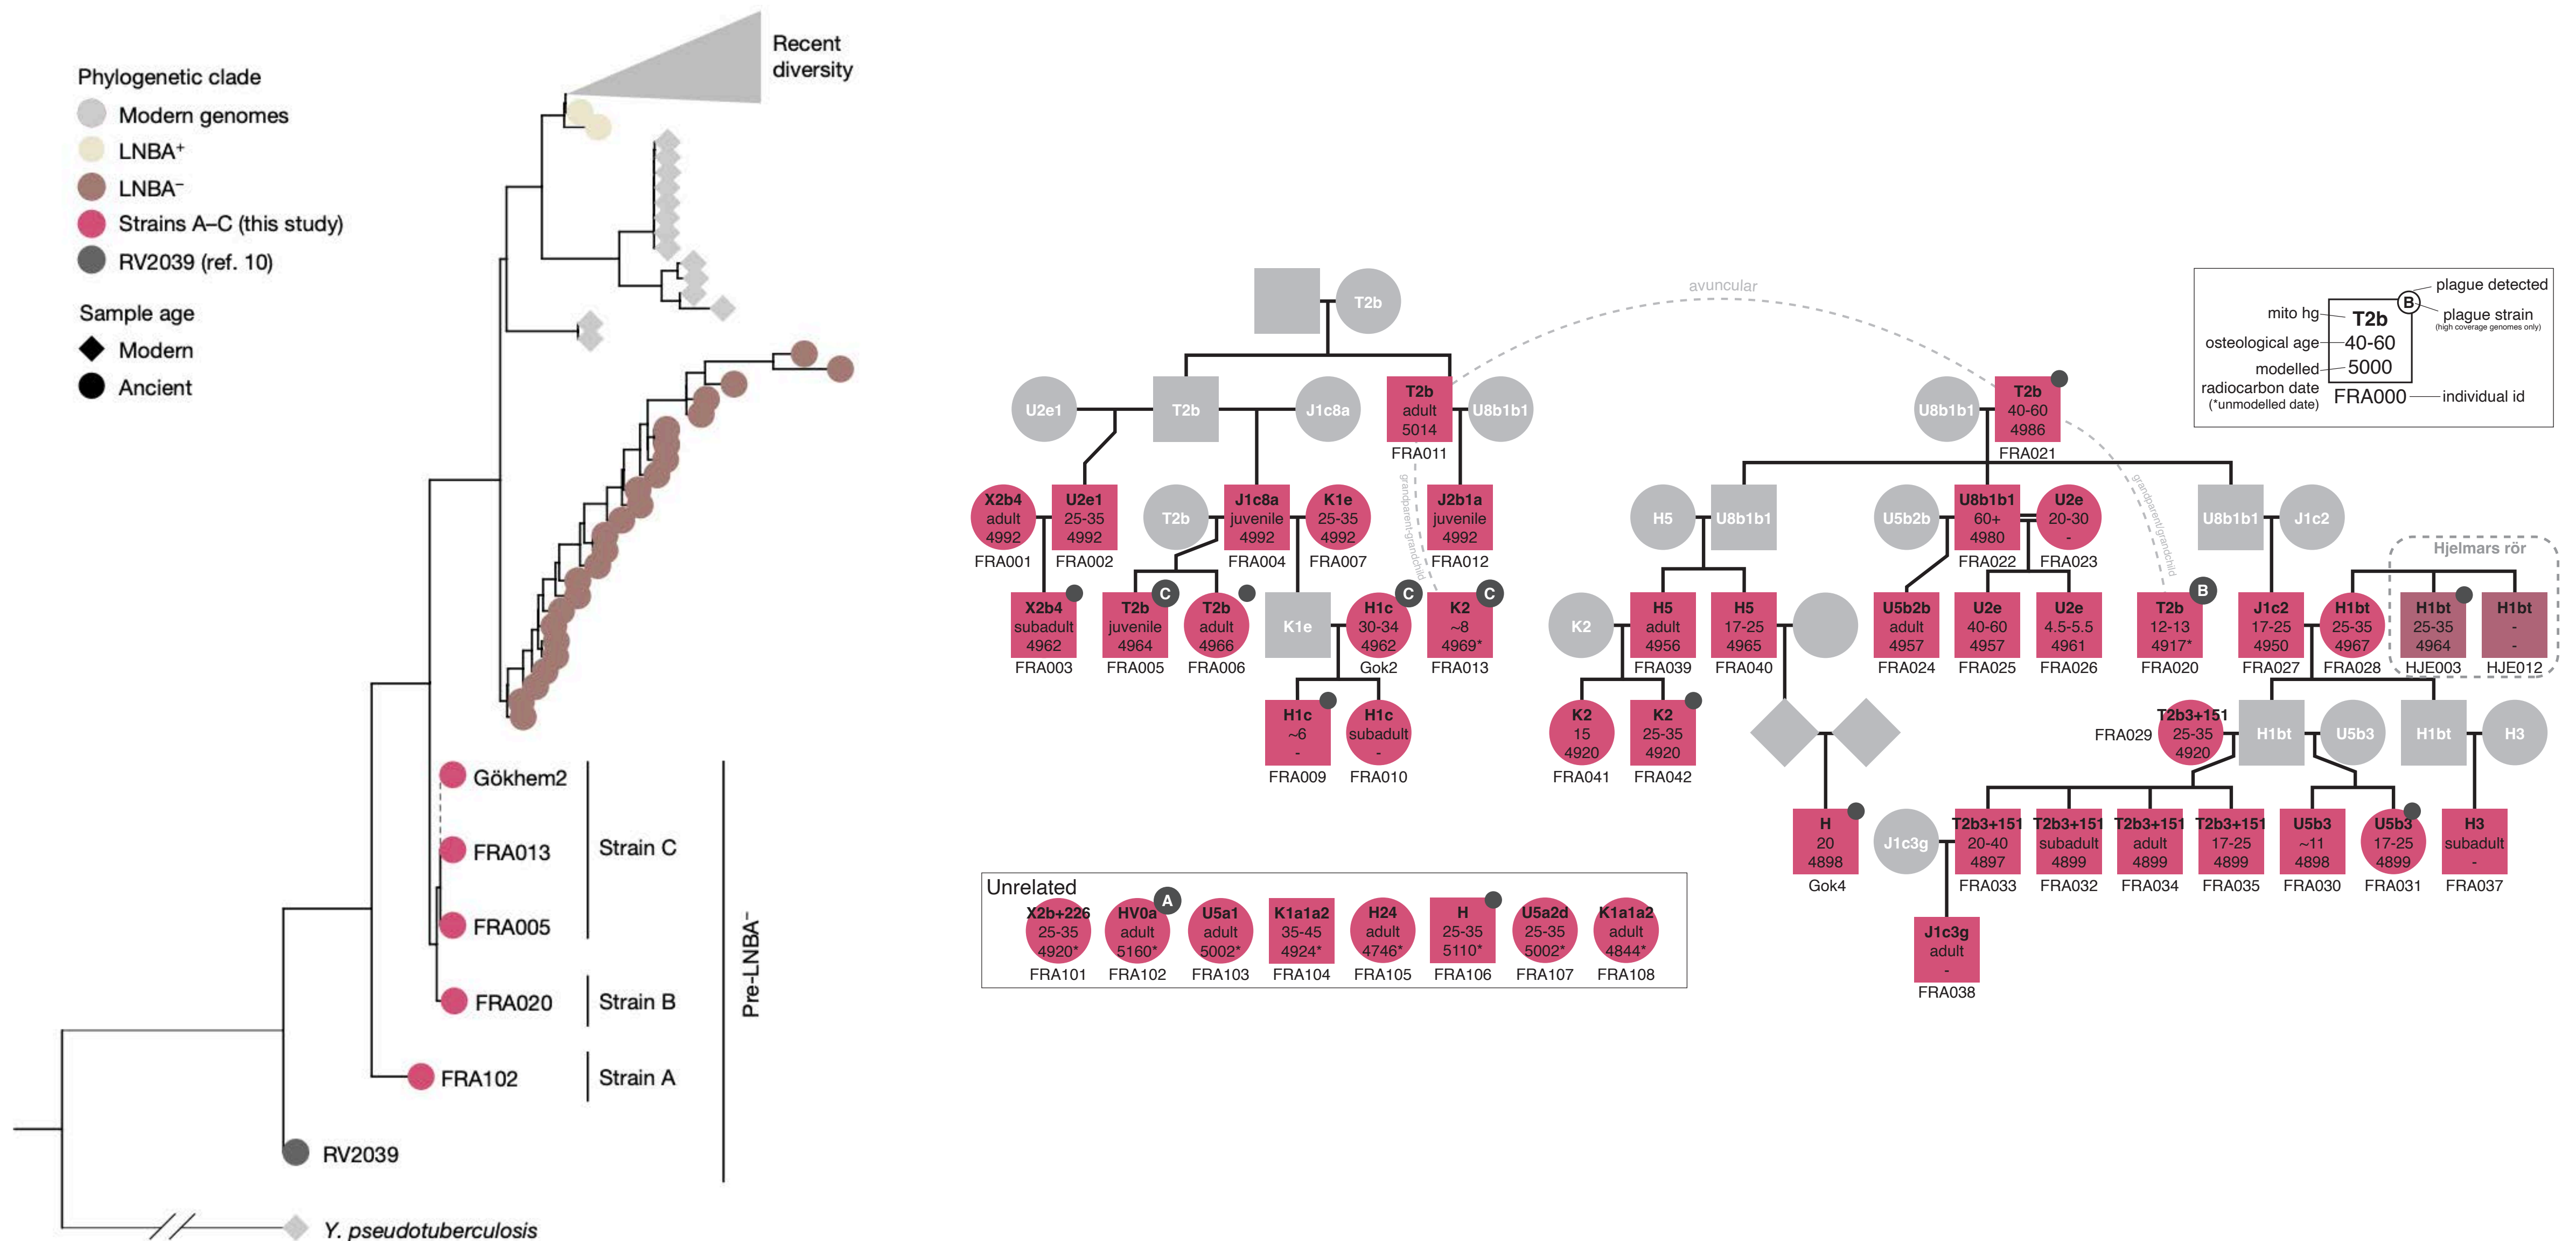 Recent
diversity
Phylogenetic clade
Modern genomes
LNBA⁺
LNBA⁻
Strains A–C (this study)
RV2039 (ref. 10)
Sample age
Modern
Ancient
Gökhem2
FRA013
Strain C
FRA005
FRA020
Strain B
FRA102
Strain A
RV2039
Y. pseudotuberculosis
Pre-LNBA⁻
plague detected
B
mito hg
T2b
plague strain
(high coverage genomes only)
osteological age
40-60
modelled
radiocarbon date
(*unmodelled date)
5000
FRA000
individual id
T2b
avuncular
U2e1
T2b
J1c8a
T2b
adult
5014
FRA011
U8b1b1
U8b1b1
T2b
40-60
4986
FRA021
grandparent-grandchild
grandparent/grandchild
X2b4
adult
4992
FRA001
U2e1
25-35
4992
FRA002
T2b
J1c8a
juvenile
4992
FRA004
K1e
25-35
4992
FRA007
J2b1a
juvenile
4992
FRA012
H5
U8b1b1
U5b2b
U8b1b1
60+
4980
FRA022
U2e
20-30
-
FRA023
U8b1b1
J1c2
Hjelmars rör
X2b4
subadult
4962
FRA003
C
T2b
juvenile
4964
FRA005
T2b
adult
4966
FRA006
K1e
C
H1c
30-34
4962
Gok2
C
K2
~8
4969*
FRA013
K2
H5
adult
4956
FRA039
H5
17-25
4965
FRA040
U5b2b
adult
4957
FRA024
U2e
40-60
4957
FRA025
U2e
4.5-5.5
4961
FRA026
B
T2b
12-13
4917*
FRA020
J1c2
17-25
4950
FRA027
H1bt
25-35
4967
FRA028
H1bt
25-35
4964
HJE003
H1bt
-
-
HJE012
H1c
~6
-
FRA009
H1c
subadult
-
FRA010
K2
15
4920
FRA041
K2
25-35
4920
FRA042
FRA029
T2b3+151
25-35
4920
H1bt
U5b3
H1bt
H3
H
20
4898
Gok4
J1c3g
T2b3+151
20-40
4897
FRA033
T2b3+151
subadult
4899
FRA032
T2b3+151
adult
4899
FRA034
T2b3+151
17-25
4899
FRA035
U5b3
~11
4898
FRA030
U5b3
17-25
4899
FRA031
H3
subadult
-
FRA037
J1c3g
adult
-
FRA038
Unrelated
X2b+226
25-35
4920*
FRA101
A
HV0a
adult
5160*
FRA102
U5a1
adult
5002*
FRA103
K1a1a2
35-45
4924*
FRA104
H24
adult
4746*
FRA105
H
25-35
5110*
FRA106
U5a2d
25-35
5002*
FRA107
K1a1a2
adult
4844*
FRA108